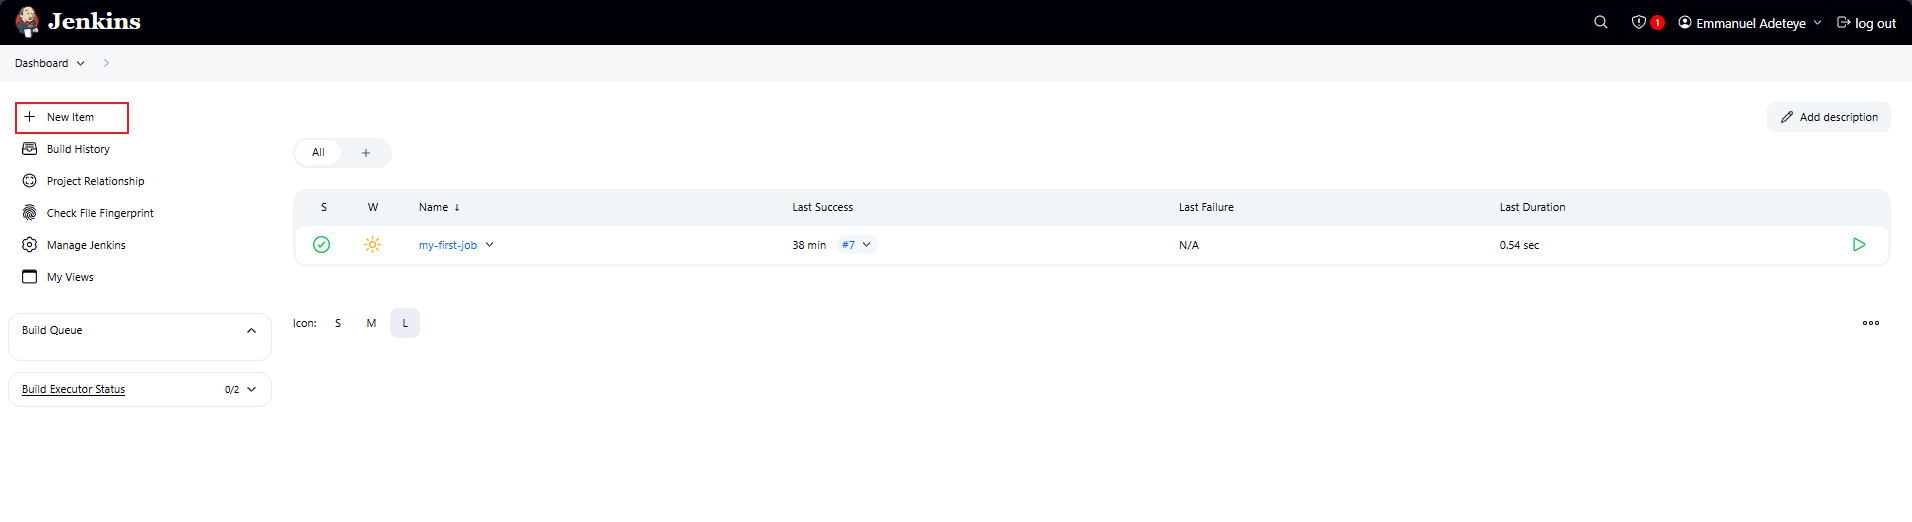 Jenkins
1 Emmanuel Adeteye log out
Dashboard
New Item
Add description
Build History
All +
Project Relationship
S W Name ↓ Last Success Last Failure Last Duration
Check File Fingerprint
my-first-job 38 min #7 N/A 0.54 sec
Manage Jenkins
My Views
Build Queue
Icon: S M L
Build Executor Status 0/2